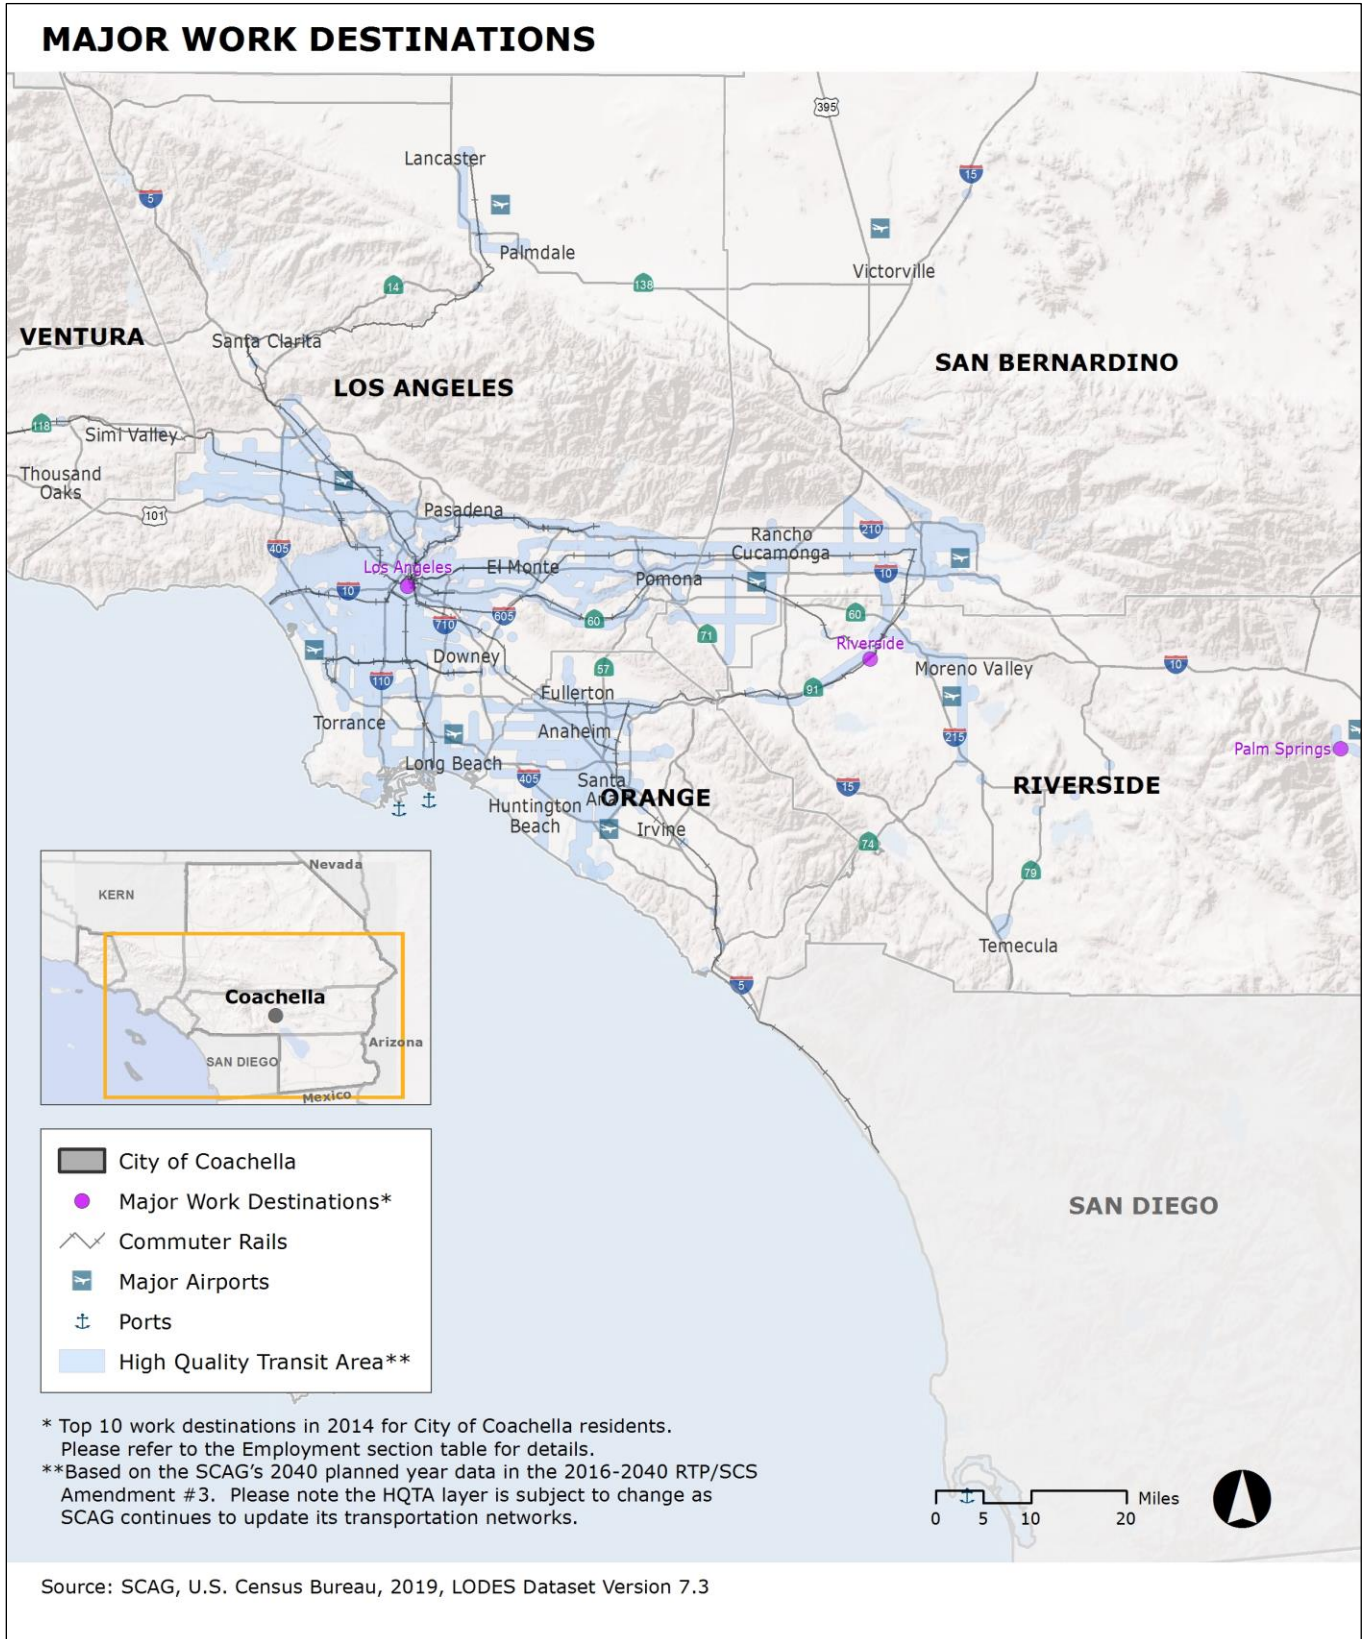 MAJOR WORK DESTINATIONS
395
Lancaster
15
5
Palmdale
Victorville
14
138
VENTURA
Santa Clarita
SAN BERNARDINO
LOS ANGELES
118
Simi Valley
Thousand
Oaks
101
Pasadena
405
Rancho
Cucamonga
210
Los Angeles
El Monte
Pomona
10
10
60
605
710
60
71
Riverside
Downey
57
Moreno Valley
10
110
Fullerton
91
Torrance
Anaheim
215
Palm Springs
Long Beach
405
Santa
Ana
ORANGE
15
RIVERSIDE
Huntington
Beach
Irvine
74
79
Temecula
5
Nevada
KERN
Coachella
Arizona
SAN DIEGO
Mexico
City of Coachella
Major Work Destinations*
Commuter Rails
Major Airports
Ports
High Quality Transit Area**
SAN DIEGO
* Top 10 work destinations in 2014 for City of Coachella residents.
Please refer to the Employment section table for details.
**Based on the SCAG's 2040 planned year data in the 2016-2040 RTP/SCS
Amendment #3. Please note the HQTA layer is subject to change as
SCAG continues to update its transportation networks.
Miles
0 5 10 20
Source: SCAG, U.S. Census Bureau, 2019, LODES Dataset Version 7.3